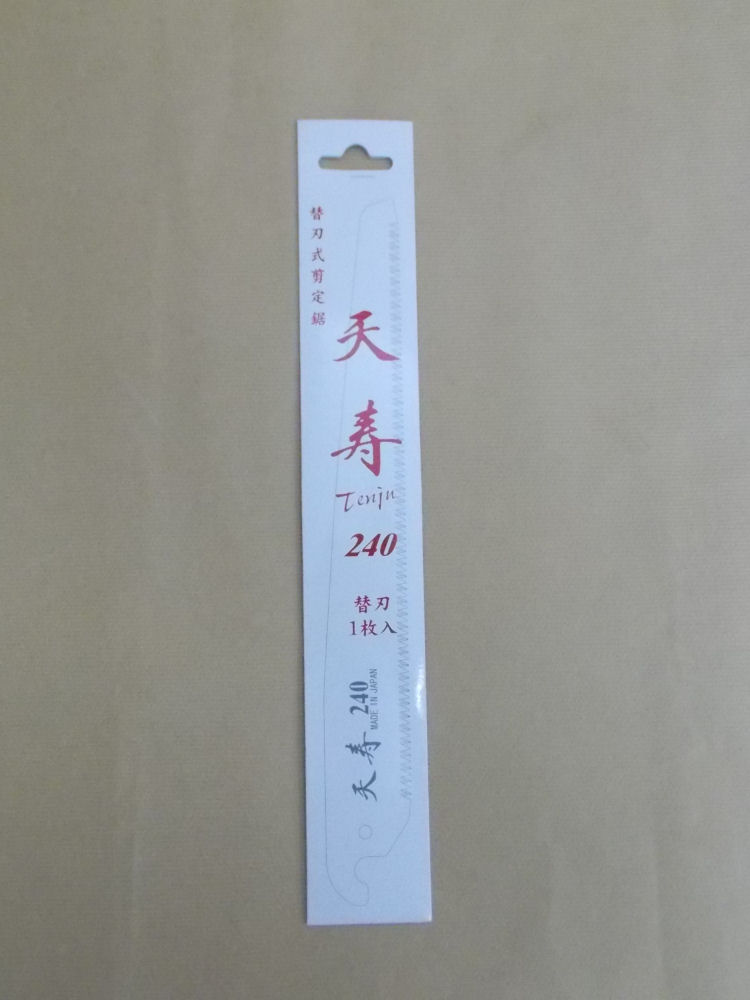 替刃式剪定鋸
天寿
Tenju
240
替刃
1枚入
天寿 240
MADE IN JAPAN